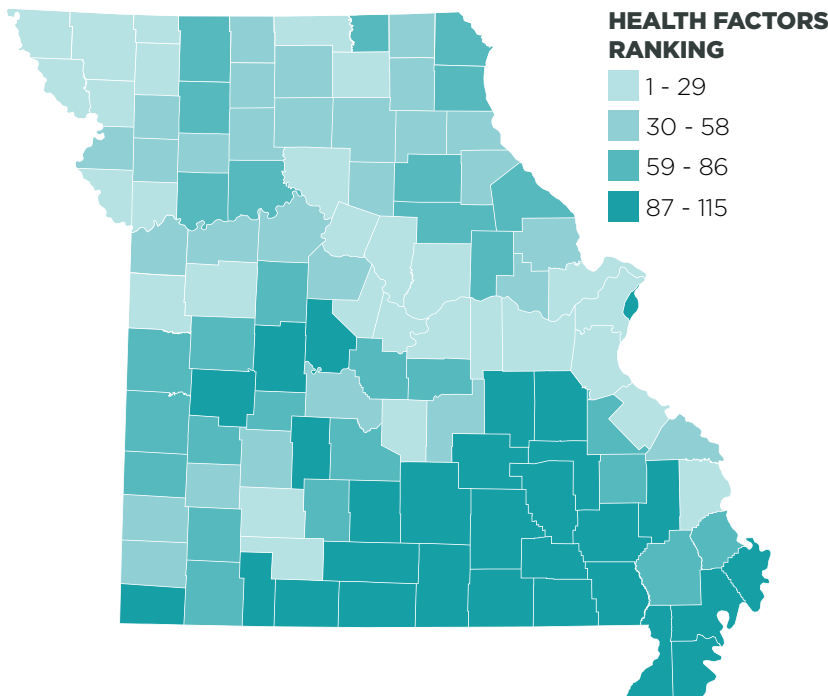 HEALTH FACTORS
RANKING
1 - 29
30 - 58
59 - 86
87 - 115